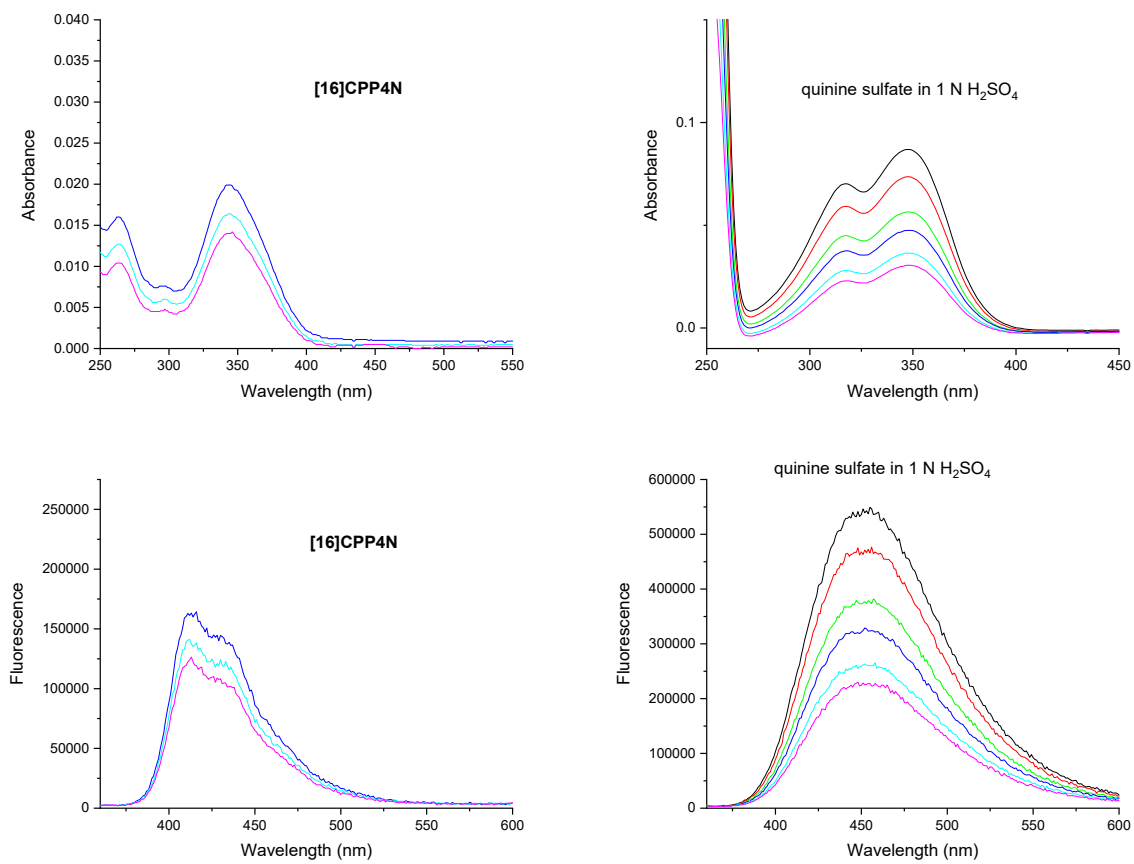 0.040
0.035
0.030
0.025
0.020
0.015
0.010
0.005
0.000
Absorbance
[16]CPP4N
250 300 350 400 450 500 550
Wavelength (nm)
0.1
0.0
Absorbance
quinine sulfate in 1 N H₂SO₄
250 300 350 400 450
Wavelength (nm)
250000
200000
150000
100000
50000
0
Fluorescence
[16]CPP4N
400 450 500 550 600
Wavelength (nm)
quinine sulfate in 1 N H₂SO₄
600000
500000
400000
300000
200000
100000
0
Fluorescence
400 450 500 550 600
Wavelength (nm)